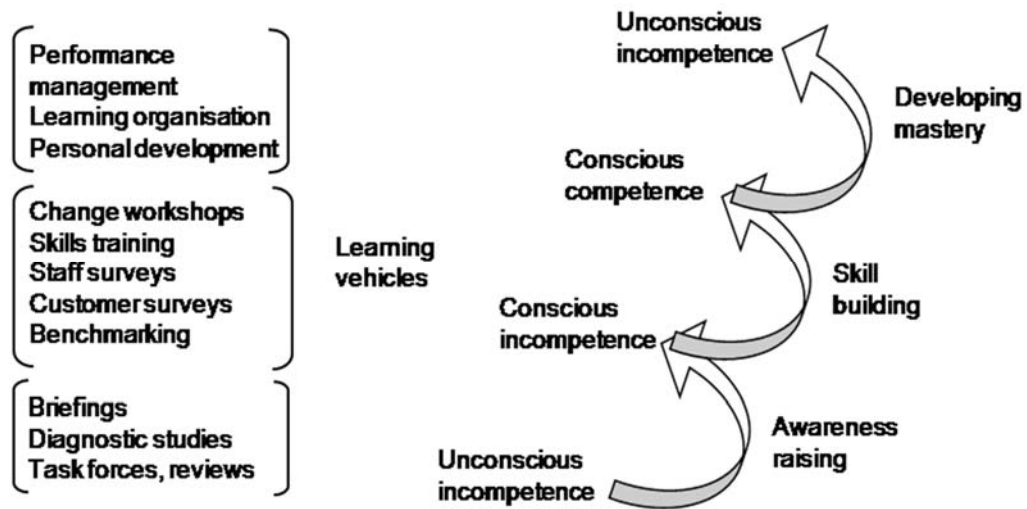 Performance
management
Learning organisation
Personal development
Change workshops
Skills training
Staff surveys
Customer surveys
Benchmarking
Briefings
Diagnostic studies
Task forces, reviews
Learning
vehicles
Unconscious
incompetence
Developing
mastery
Conscious
competence
Skill
building
Conscious
incompetence
Awareness
raising
Unconscious
incompetence